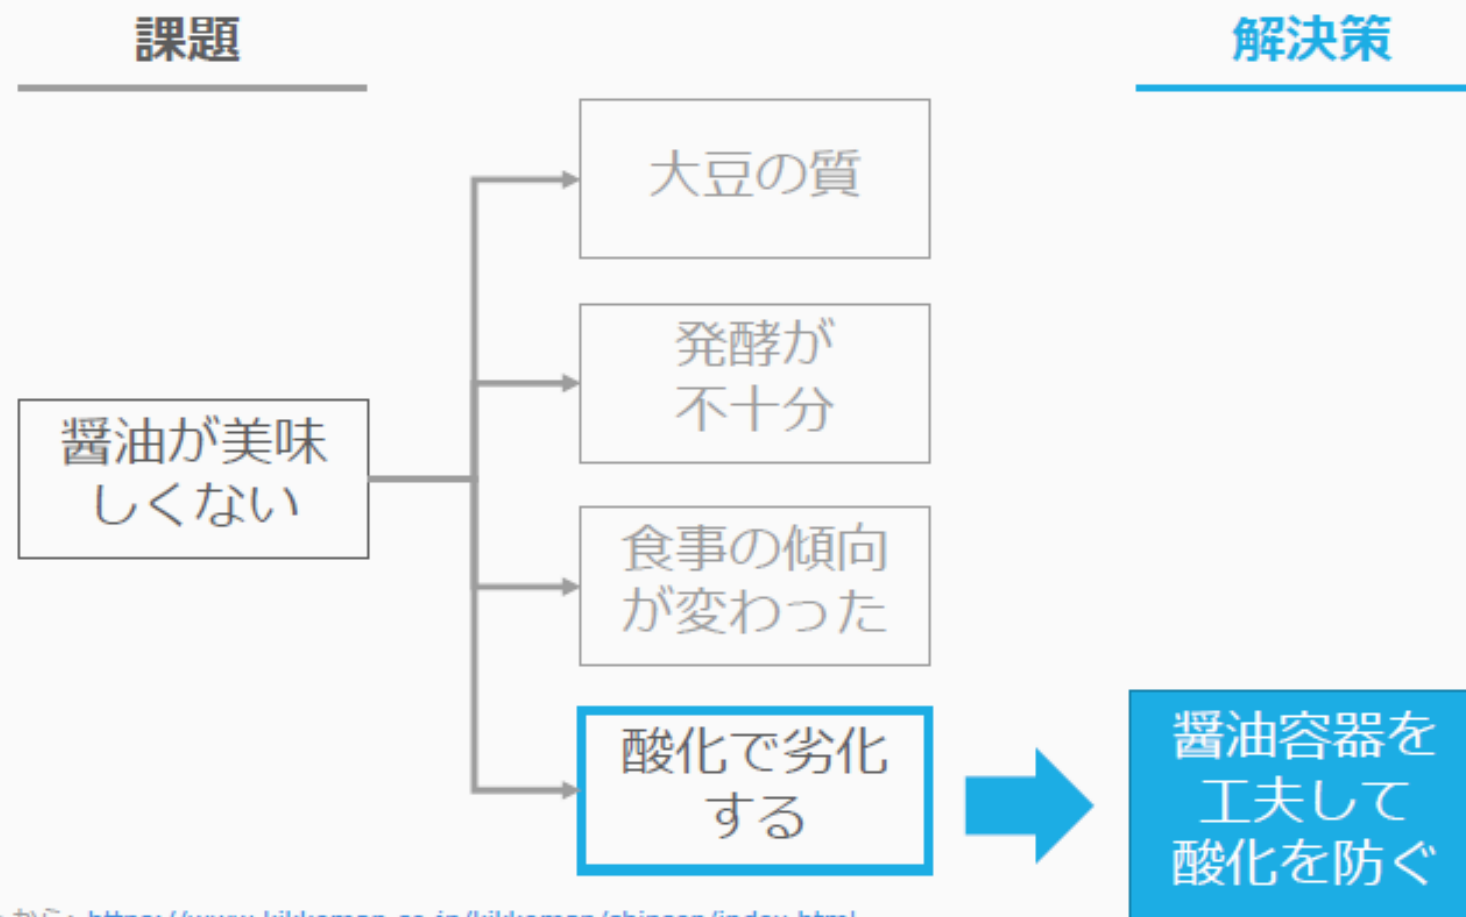 課題
解決策
大豆の質
発酵が
不十分
醤油が美味
しくない
食事の傾向
が変わった
酸化で劣化
する
醤油容器を
工夫して
酸化を防ぐ